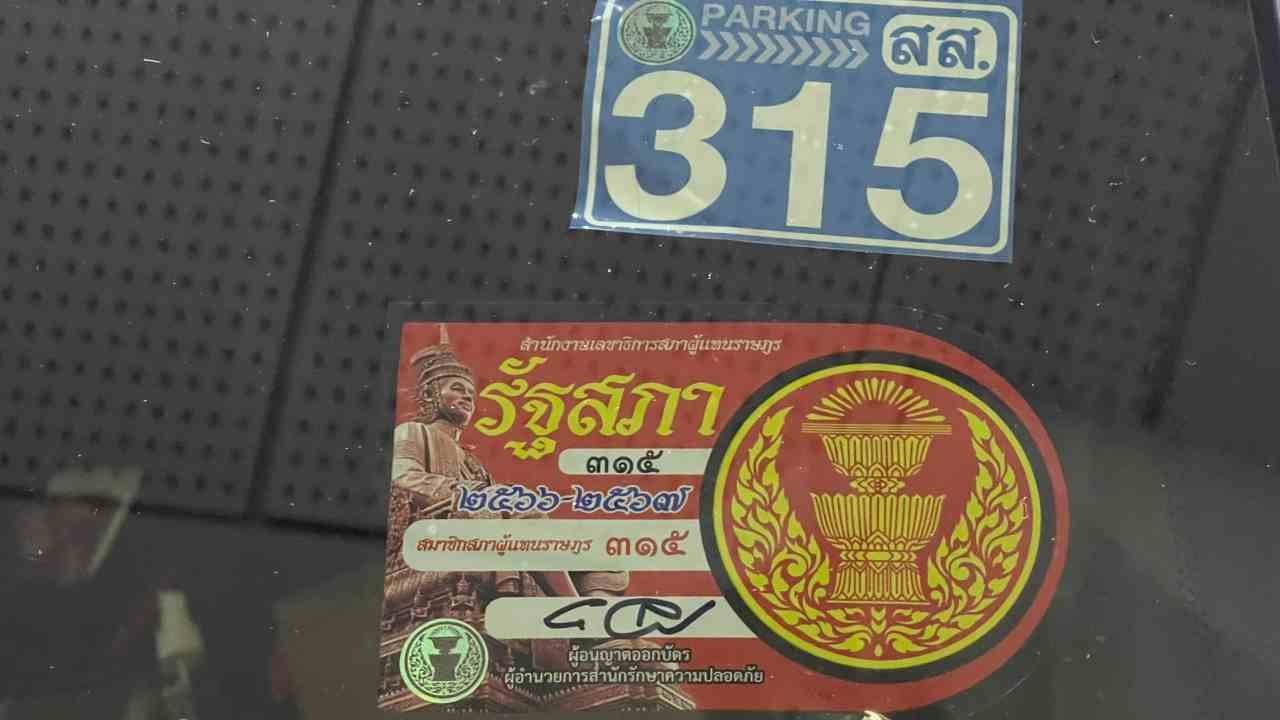 PARKING
สส.
315
สำนักงานเลขาธิการสภาผู้แทนราษฎร
รัฐสภา
๓๑๕
๒๕๖๖-๒๕๖๗
สมาชิกสภาผู้แทนราษฎร ๓๑๕
ผู้อนุญาตออกบัตร
ผู้อำนวยการสำนักรักษาความปลอดภัย